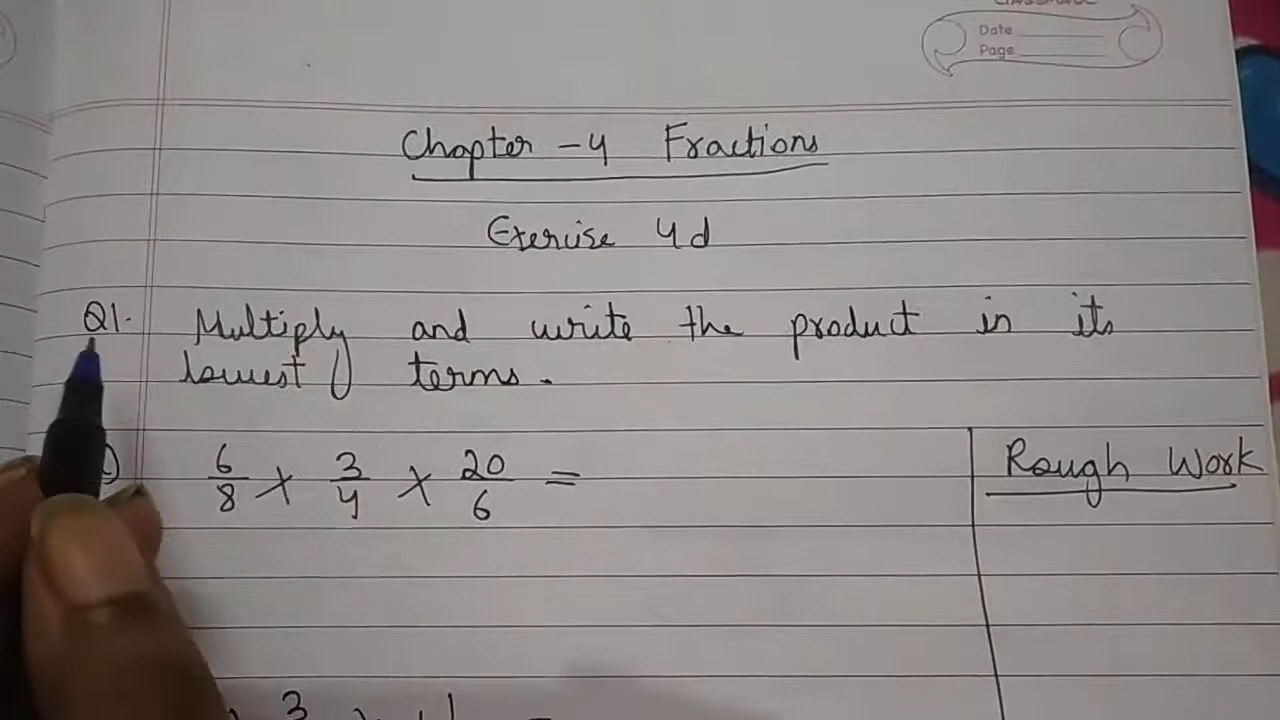 Date
Page
Chapter - 4 Fractions
Exercise 4d
Q1. Multiply and write the product in its
lowest terms.
6/8 × 3/4 × 20/6 =
Rough Work
3